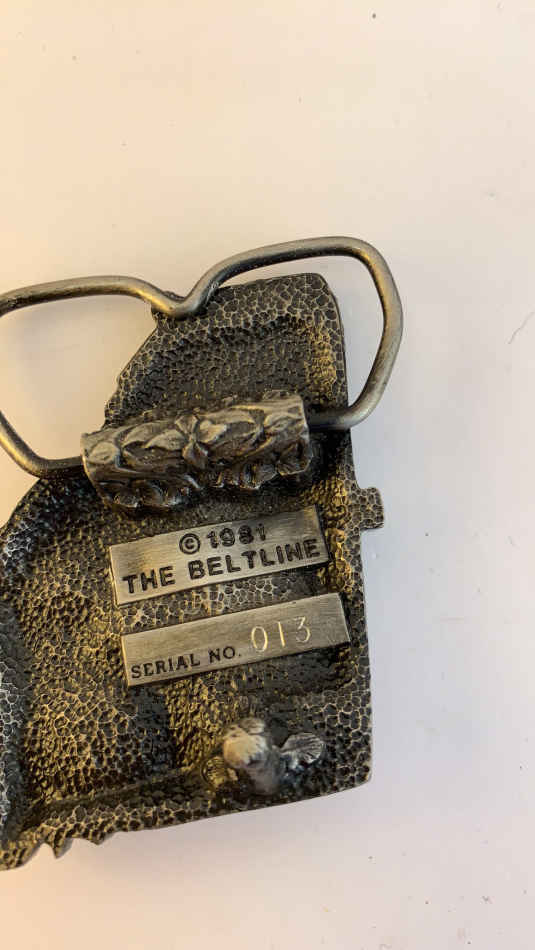 © 1981
THE BELTLINE
SERIAL NO. 013